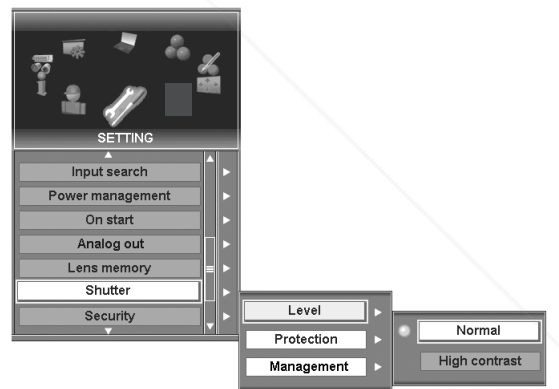 SETTING
Input search
Power management
On start
Analog out
Lens memory
Shutter
Security
Level
Protection
Management
Normal
High contrast